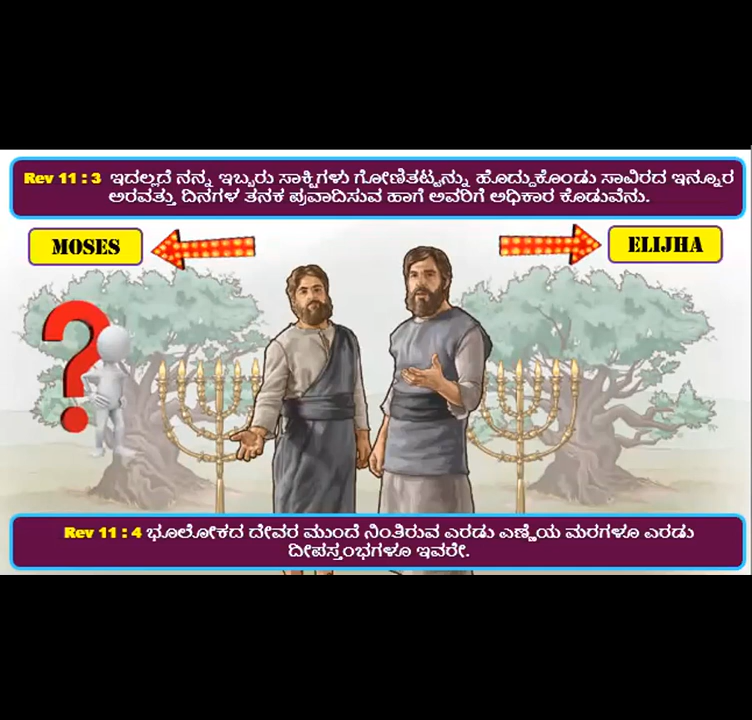 Rev 11 : 3 ಇದಲ್ಲದೆ ನನ್ನ ಇಬ್ಬರು ಸಾಕ್ಷಿಗಳು ಗೋಣಿತಟ್ಟನ್ನು ಹೊದ್ದುಕೊಂಡು ಸಾವಿರದ ಇನ್ನೂರ
ಅರವತ್ತು ದಿನಗಳ ತನಕ ಪ್ರವಾದಿಸುವ ಹಾಗೆ ಅವರಿಗೆ ಅಧಿಕಾರ ಕೊಡುವೆನು.
MOSES
ELIJHA
?
Rev 11 : 4 ಭೂಲೋಕದ ದೇವರ ಮುಂದೆ ನಿಂತಿರುವ ಎರಡು ಎಣ್ಣೆಯ ಮರಗಳೂ ಎರಡು
ದೀಪಸ್ತಂಭಗಳೂ ಇವರೇ.